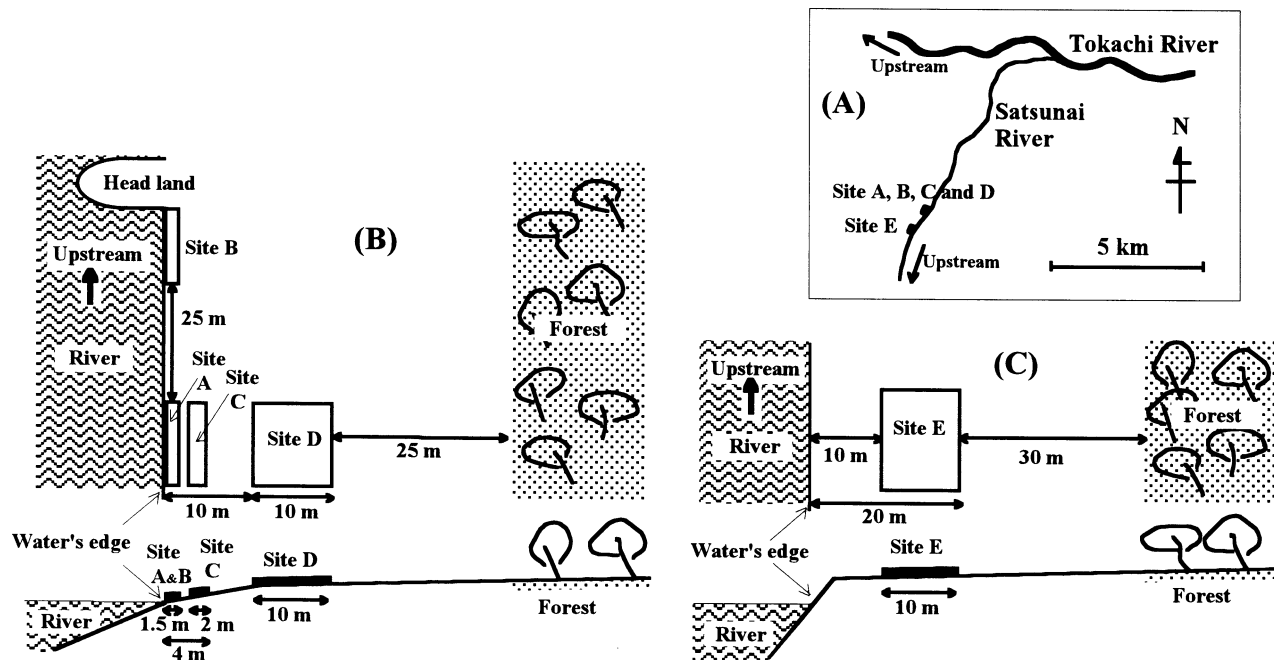 (A)
Tokachi River
Upstream
Satsunai
River
N
Site A, B, C and D
Site E
Upstream
5 km
(B)
Head land
Site B
Upstream
25 m
River
Site
A
Site
C
Site D
25 m
Forest
10 m
10 m
Water's edge
Site
A&B
Site
C
Site D
River
1.5 m
2 m
4 m
10 m
Forest
(C)
Upstream
River
Site E
10 m
30 m
Forest
20 m
Water's edge
Site E
River
10 m
Forest